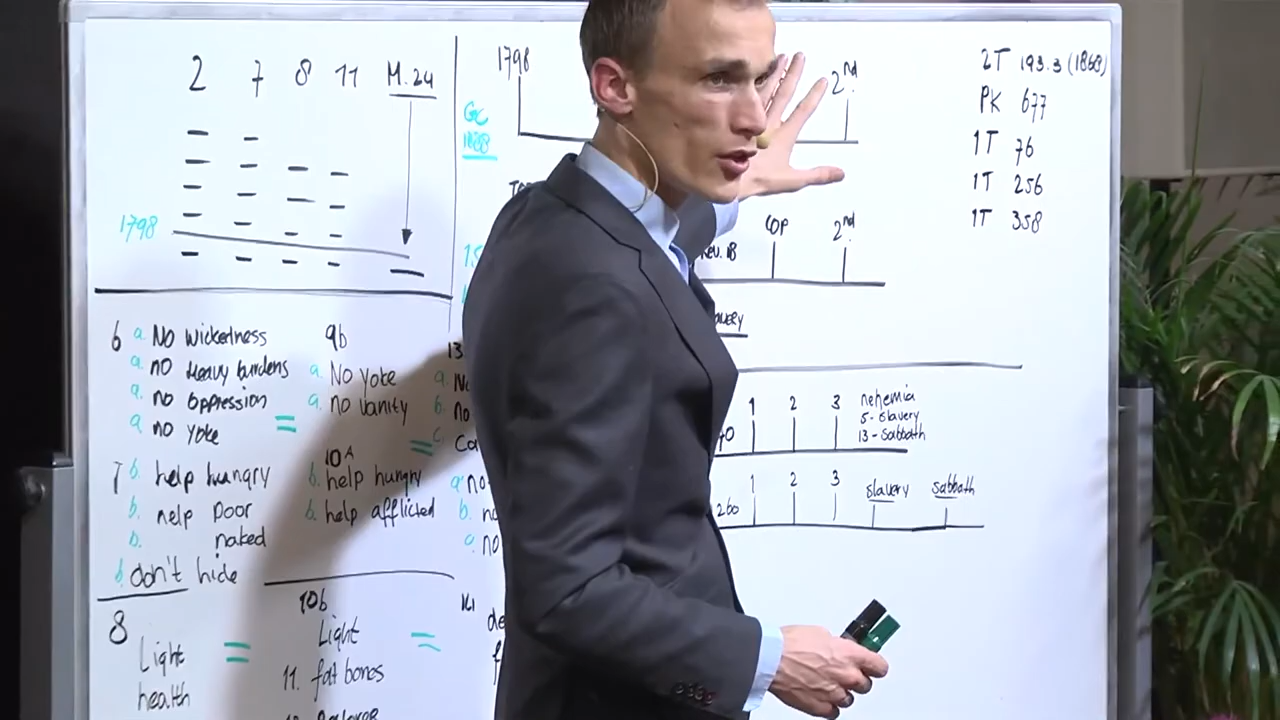 2 7 8 11 M.24
1798
6 a. No wickedness
a. no Heavy burdens
a. no oppression
a. no yoke
=
7 b. help hungry
b. help poor
b. naked
b. don't hide
8
Light
health
=
9b
a. No yoke
a. no vanity
=
10A
b. help hungry
b. help afflicted
10b
Light
11. fat bones
=
13
a.
b. no
c.
a. no
b.
a. no
1798
GC
1888
2nd
Rev. 18
COP
2nd
1 2 3 nehemia
5 - slavery
13 - sabbath
1 2 3 slavery sabbath
260
2T 193.3 (1868)
PK 677
1T 76
1T 256
1T 358